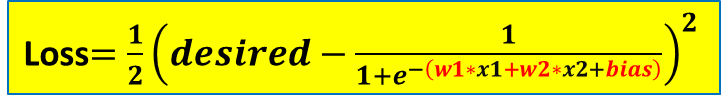 Loss= 1/2 (desired − 1/(1+e^−(w1∗x1+w2∗x2+bias)))^2